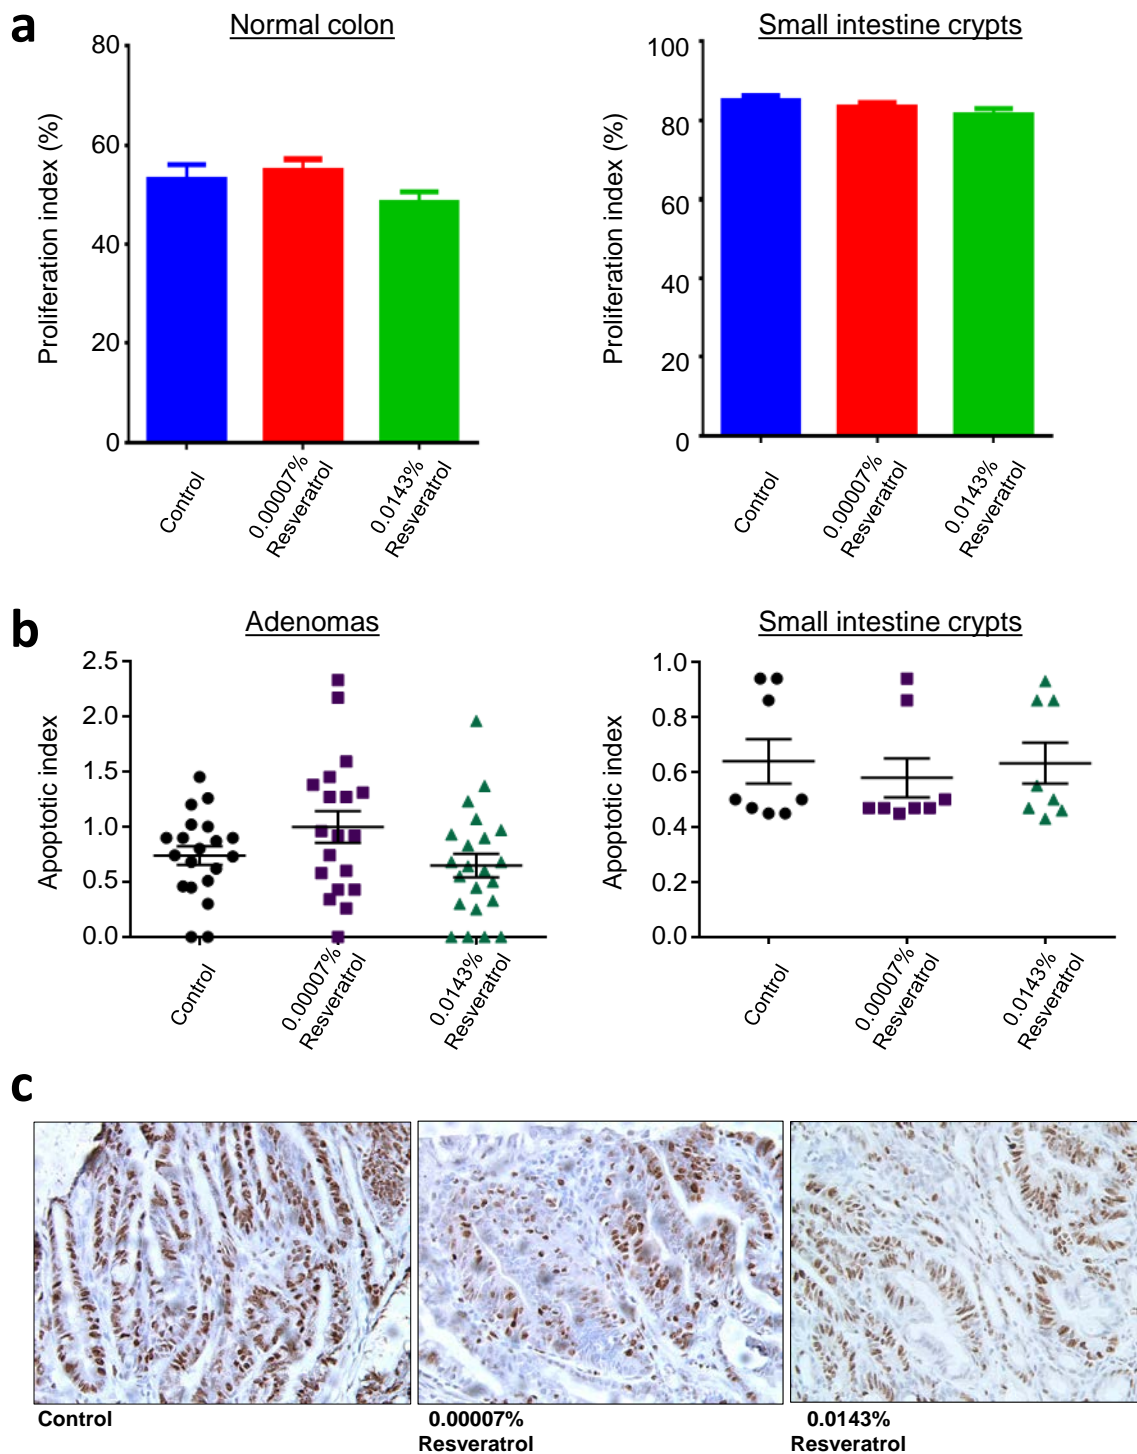 a
Normal colon
Small intestine crypts
Proliferation index (%)
80
60
40
20
0
Control
0.00007%
Resveratrol
0.0143%
Resveratrol
Proliferation index (%)
100
80
60
40
20
0
Control
0.00007%
Resveratrol
0.0143%
Resveratrol
b
Adenomas
Small intestine crypts
Apoptotic index
2.5
2.0
1.5
1.0
0.5
0.0
Control
0.00007%
Resveratrol
0.0143%
Resveratrol
Apoptotic index
1.0
0.8
0.6
0.4
0.2
0.0
Control
0.00007%
Resveratrol
0.0143%
Resveratrol
c
Control
0.00007%
Resveratrol
0.0143%
Resveratrol